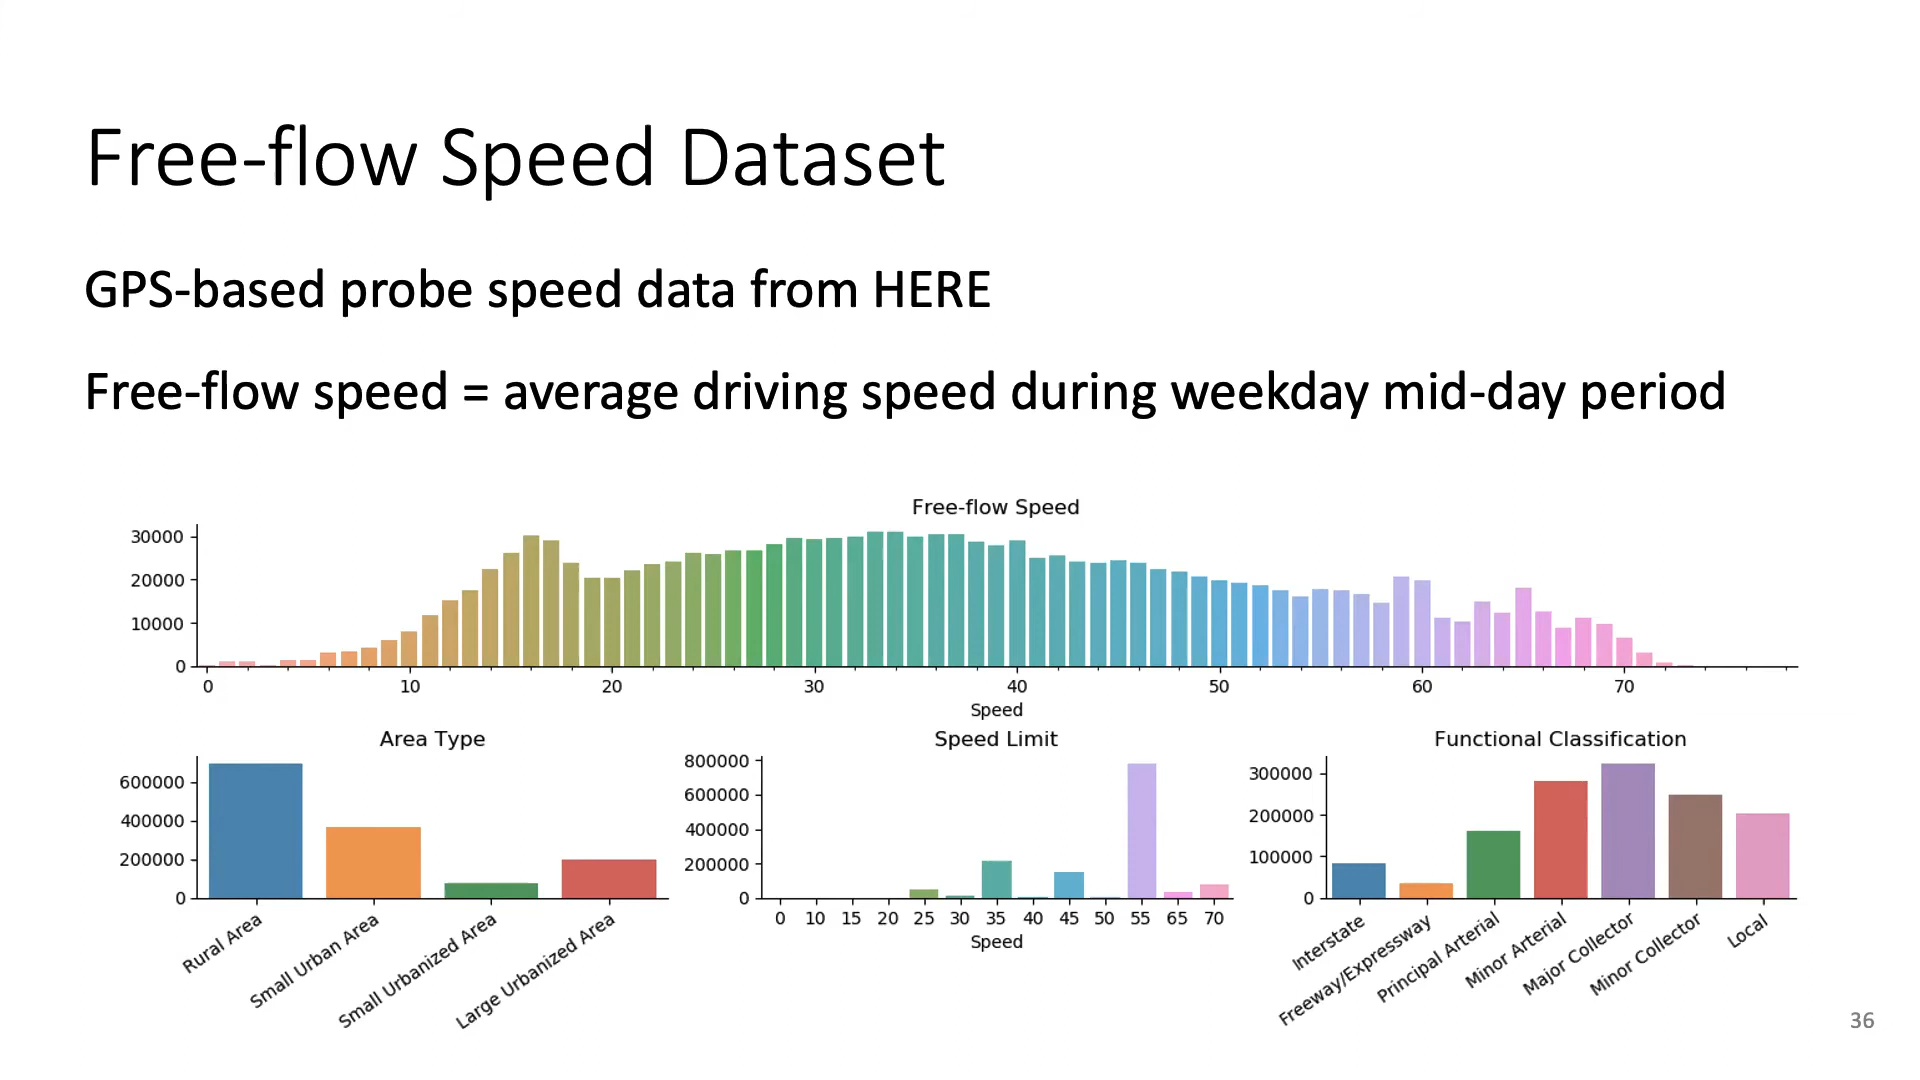 Free-flow Speed Dataset
GPS-based probe speed data from HERE
Free-flow speed = average driving speed during weekday mid-day period
Free-flow Speed
30000
20000
10000
0
0 10 20 30 40 50 60 70
Speed
Area Type
600000
400000
200000
0
Rural Area
Small Urban Area
Small Urbanized Area
Large Urbanized Area
Speed Limit
800000
600000
400000
200000
0
0 10 15 20 25 30 35 40 45 50 55 65 70
Speed
Functional Classification
300000
200000
100000
0
Interstate
Freeway/Expressway
Principal Arterial
Minor Arterial
Major Collector
Minor Collector
Local
36